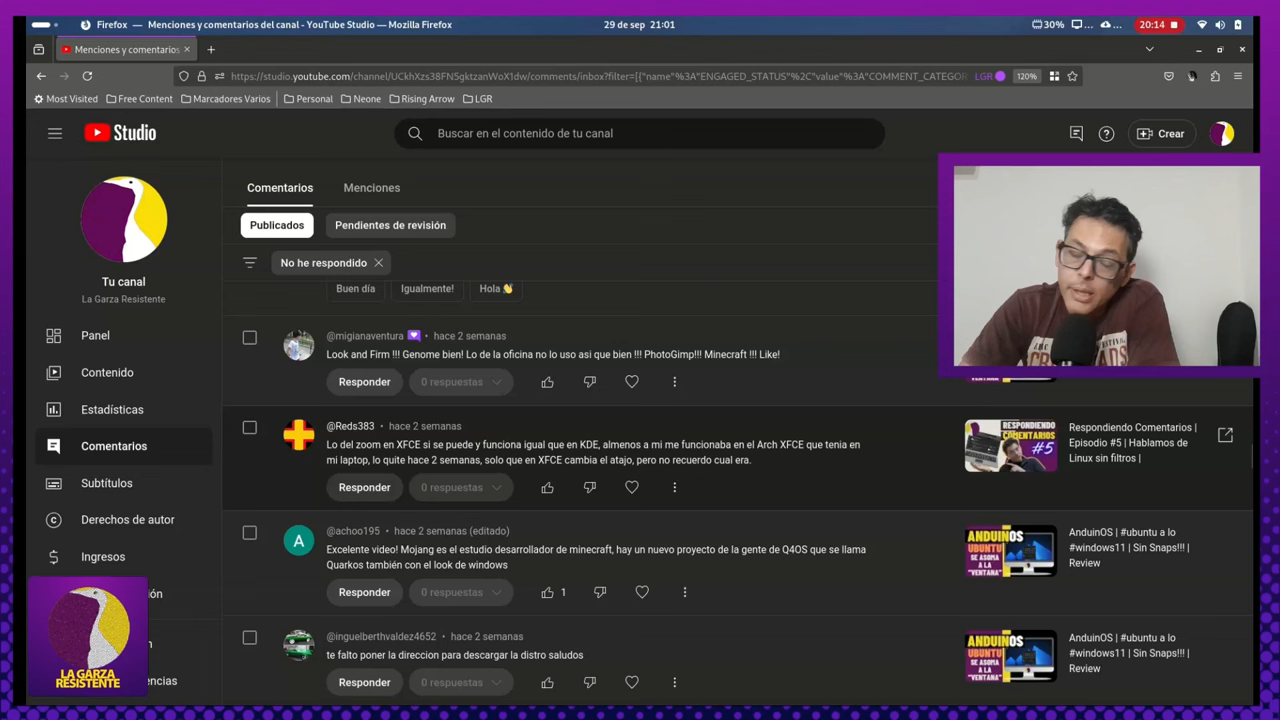 Firefox — Menciones y comentarios del canal - YouTube Studio — Mozilla Firefox
29 de sep 21:01
30%
20:14
Menciones y comentarios
https://studio.youtube.com/channel/UCkhXzs38FN5gktzanWoX1dw/comments/inbox?filter=[{"name"%3A"ENGAGED_STATUS"%2C"value"%3A"COMMENT_CATEGOR
LGR
120%
Most Visited
Free Content
Marcadores Varios
Personal
Neone
Rising Arrow
LGR
Studio
Buscar en el contenido de tu canal
Crear
Tu canal
La Garza Resistente
Panel
Contenido
Estadísticas
Comentarios
Subtítulos
Derechos de autor
Ingresos
Comentarios
Menciones
Publicados
Pendientes de revisión
No he respondido
Buen día
Igualmente!
Hola 👋
@migianaventura • hace 2 semanas
Look and Firm !!! Genome bien! Lo de la oficina no lo uso asi que bien !!! PhotoGimp!!! Minecraft !!! Like!
Responder
0 respuestas
@Reds383 • hace 2 semanas
Lo del zoom en XFCE si se puede y funciona igual que en KDE, almenos a mi me funcionaba en el Arch XFCE que tenia en
mi laptop, lo quite hace 2 semanas, solo que en XFCE cambia el atajo, pero no recuerdo cual era.
Responder
0 respuestas
RESPONDIENDO
COMENTARIOS
#5
Respondiendo Comentarios |
Episodio #5 | Hablamos de
Linux sin filtros |
@achoo195 • hace 2 semanas (editado)
A
Excelente video! Mojang es el estudio desarrollador de minecraft, hay un nuevo proyecto de la gente de Q4OS que se llama
Quarkos también con el look de windows
Responder
0 respuestas
1
ANDUINOS
UBUNTU
SE ASOMA
A LA
"VENTANA"
AnduinOS | #ubuntu a lo
#windows11 | Sin Snaps!!! |
Review
@inguelberthvaldez4652 • hace 2 semanas
te falto poner la direccion para descargar la distro saludos
Responder
0 respuestas
ANDUINOS
UBUNTU
SE ASOMA
A LA
"VENTANA"
AnduinOS | #ubuntu a lo
#windows11 | Sin Snaps!!! |
Review
LA GARZA
RESISTENTE